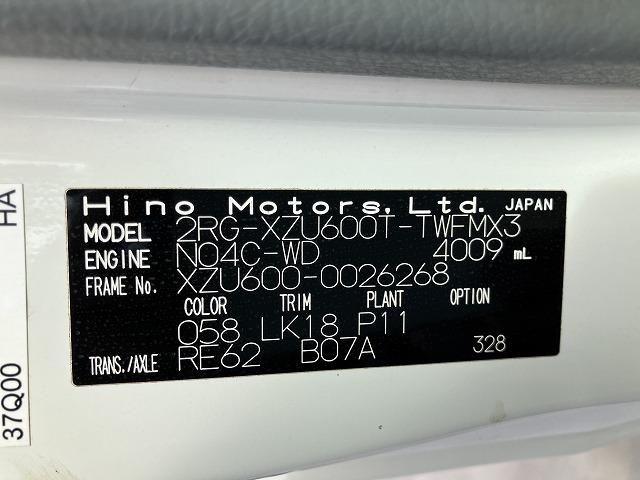 Hino Motors, Ltd. JAPAN
MODEL 2RG-XZU600T-TWFMX3
ENGINE N04C-WD 4009 mL
FRAME No. XZU600-0026268
COLOR TRIM PLANT OPTION
058 LK18 P11
TRANS./AXLE RE62 B07A 328
37Q00 HA